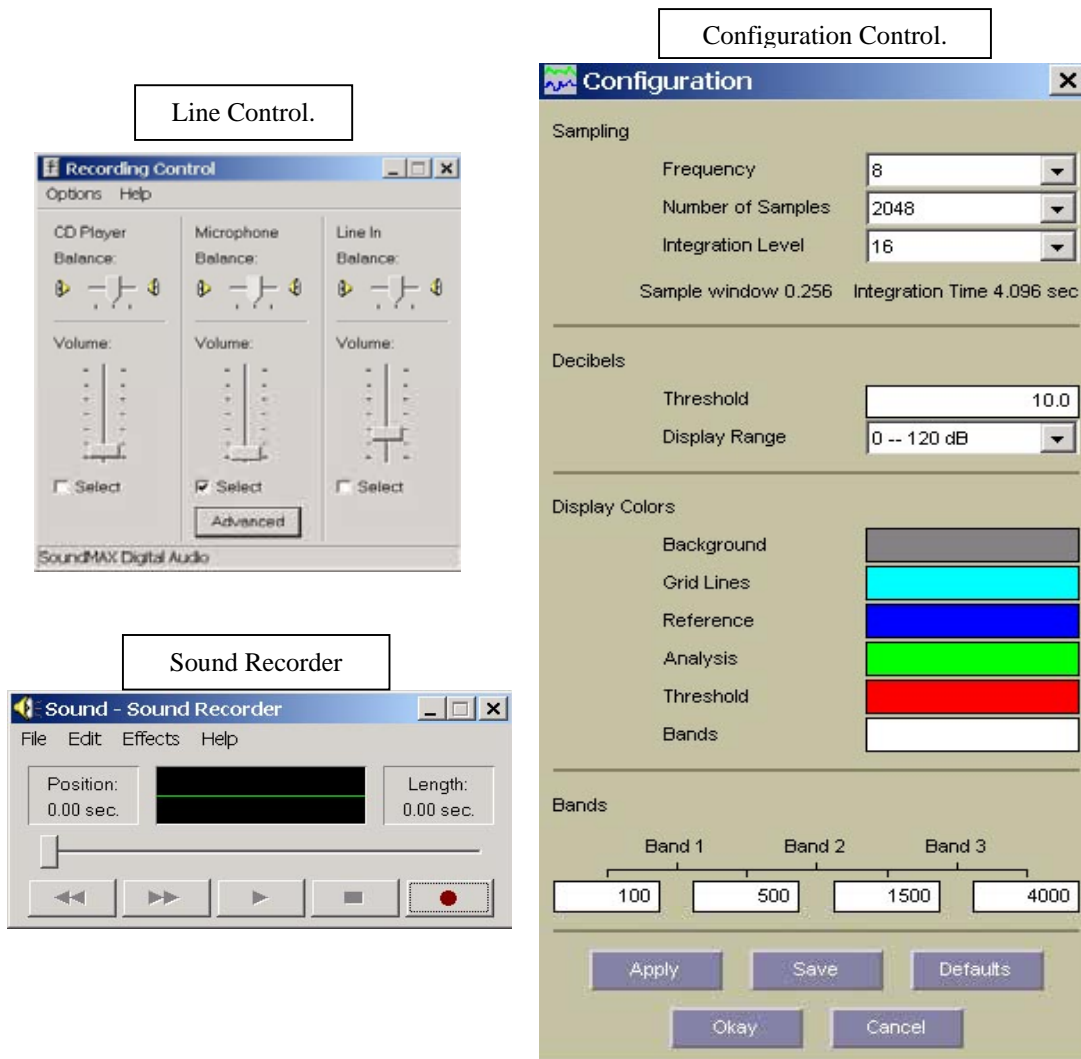 Line Control.
Recording Control
Options Help
CD Player Microphone Line In
Balance: Balance: Balance:
Volume: Volume: Volume:
Select Select Select
Advanced
SoundMAX Digital Audio
Sound Recorder
Sound - Sound Recorder
File Edit Effects Help
Position: Length:
0.00 sec. 0.00 sec.
Configuration Control.
Configuration
Sampling
Frequency 8
Number of Samples 2048
Integration Level 16
Sample window 0.256 Integration Time 4.096 sec
Decibels
Threshold 10.0
Display Range 0 -- 120 dB
Display Colors
Background
Grid Lines
Reference
Analysis
Threshold
Bands
Bands
Band 1 Band 2 Band 3
100 500 1500 4000
Apply Save Defaults
Okay Cancel